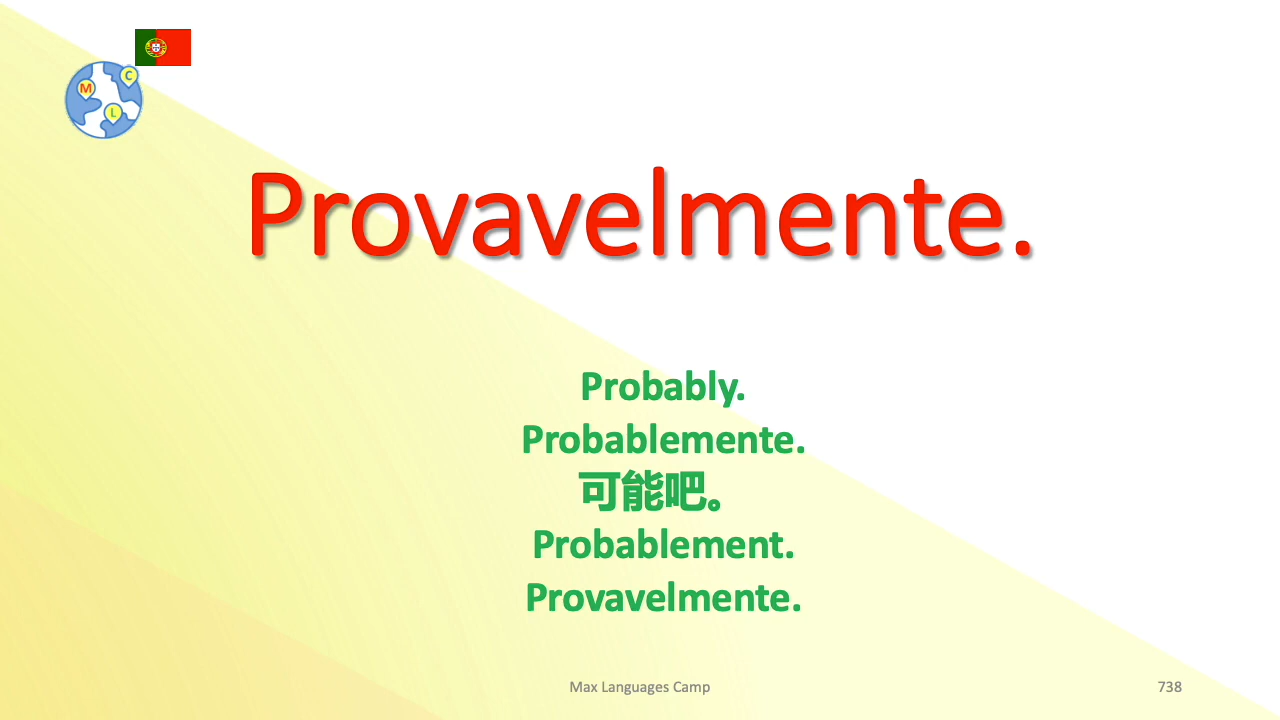 C
M
L
Provavelmente.
Probably.
Probablemente.
可能吧。
Probablement.
Provavelmente.
Max Languages Camp
738